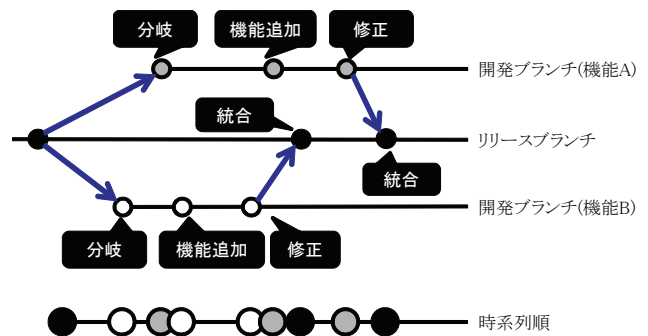 分岐
機能追加
修正
開発ブランチ(機能A)
統合
リリースブランチ
統合
開発ブランチ(機能B)
分岐
機能追加
修正
時系列順